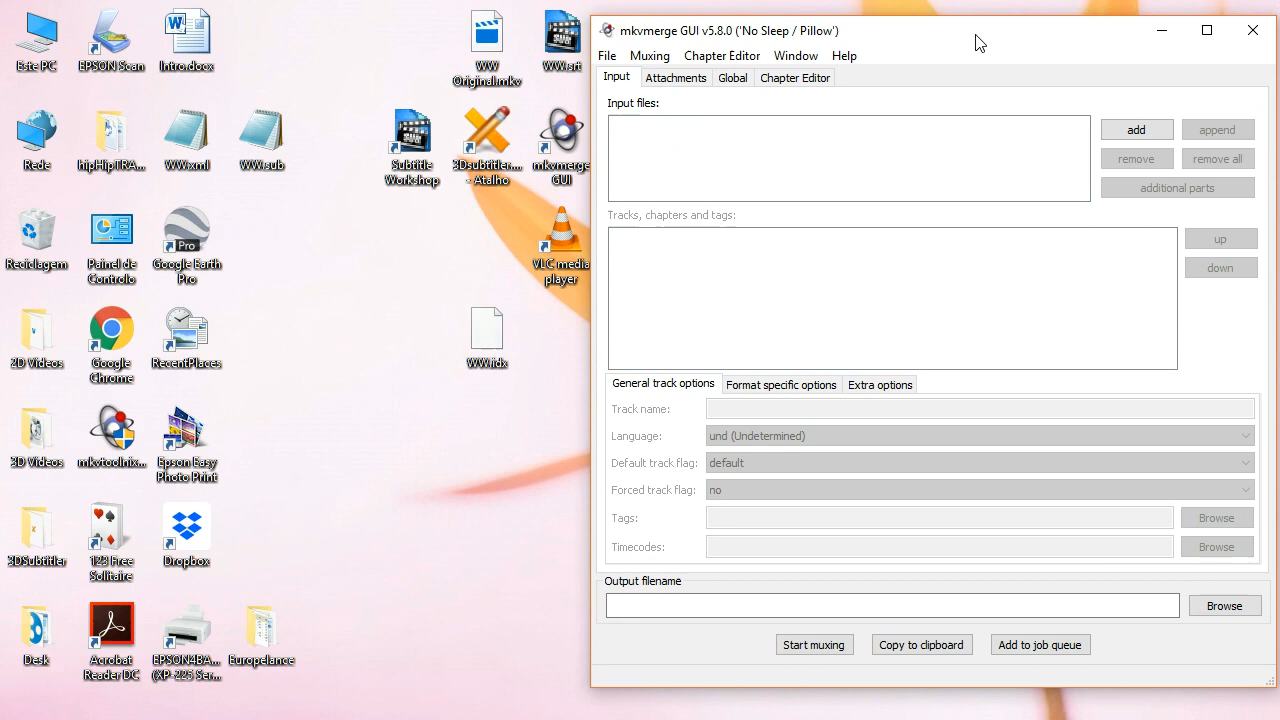 Este PC
EPSON Scan
Intro.docx
WW
Original.mkv
WW.srt
Rede
hipHipTRA...
WW.xml
WW.sub
Subtitle
Workshop
3Dsubtitler....
- Atalho
mkvmerge
GUI
Reciclagem
Painel de
Controlo
Pro
Google Earth
Pro
VLC media
player
2D Videos
Google
Chrome
RecentPlaces
WW.idx
3D Videos
mkvtoolnix...
Epson Easy
Photo Print
3DSubtitler
123 Free
Solitaire
Dropbox
Desk
Acrobat
Reader DC
EPSON4BA...
(XP-225 Ser...
Europelance
mkvmerge GUI v5.8.0 ('No Sleep / Pillow')
File Muxing Chapter Editor Window Help
Input Attachments Global Chapter Editor
Input files:
add append
remove remove all
additional parts
Tracks, chapters and tags:
up
down
General track options Format specific options Extra options
Track name:
Language: und (Undetermined)
Default track flag: default
Forced track flag: no
Tags: Browse
Timecodes: Browse
Output filename
Browse
Start muxing Copy to clipboard Add to job queue